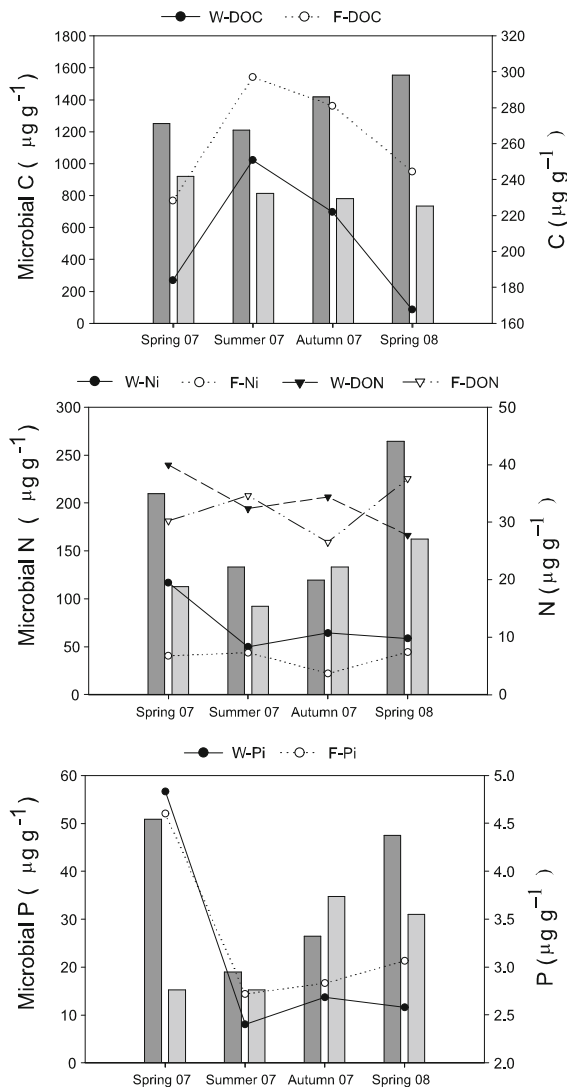 W-DOC F-DOC
1800 320
1600 300
1400 280
1200 260
1000 240
800 220
600 200
400 180
200
0 160
Microbial C ( μg g⁻¹)
C (μg g⁻¹)
Spring 07 Summer 07 Autumn 07 Spring 08
W-Ni F-Ni W-DON F-DON
300 50
250 40
200 30
150 20
100 10
50
0 0
Microbial N ( μg g⁻¹)
N (μg g⁻¹)
Spring 07 Summer 07 Autumn 07 Spring 08
W-Pi F-Pi
60 5.0
50 4.5
40 4.0
30 3.5
20 3.0
10 2.5
0 2.0
Microbial P ( μg g⁻¹)
P (μg g⁻¹)
Spring 07 Summer 07 Autumn 07 Spring 08